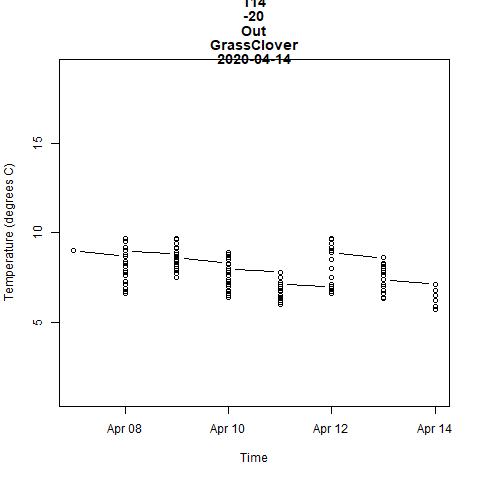 114
-20
Out
GrassClover
2020-04-14
15
10
5
Temperature (degrees C)
Apr 08
Apr 10
Apr 12
Apr 14
Time